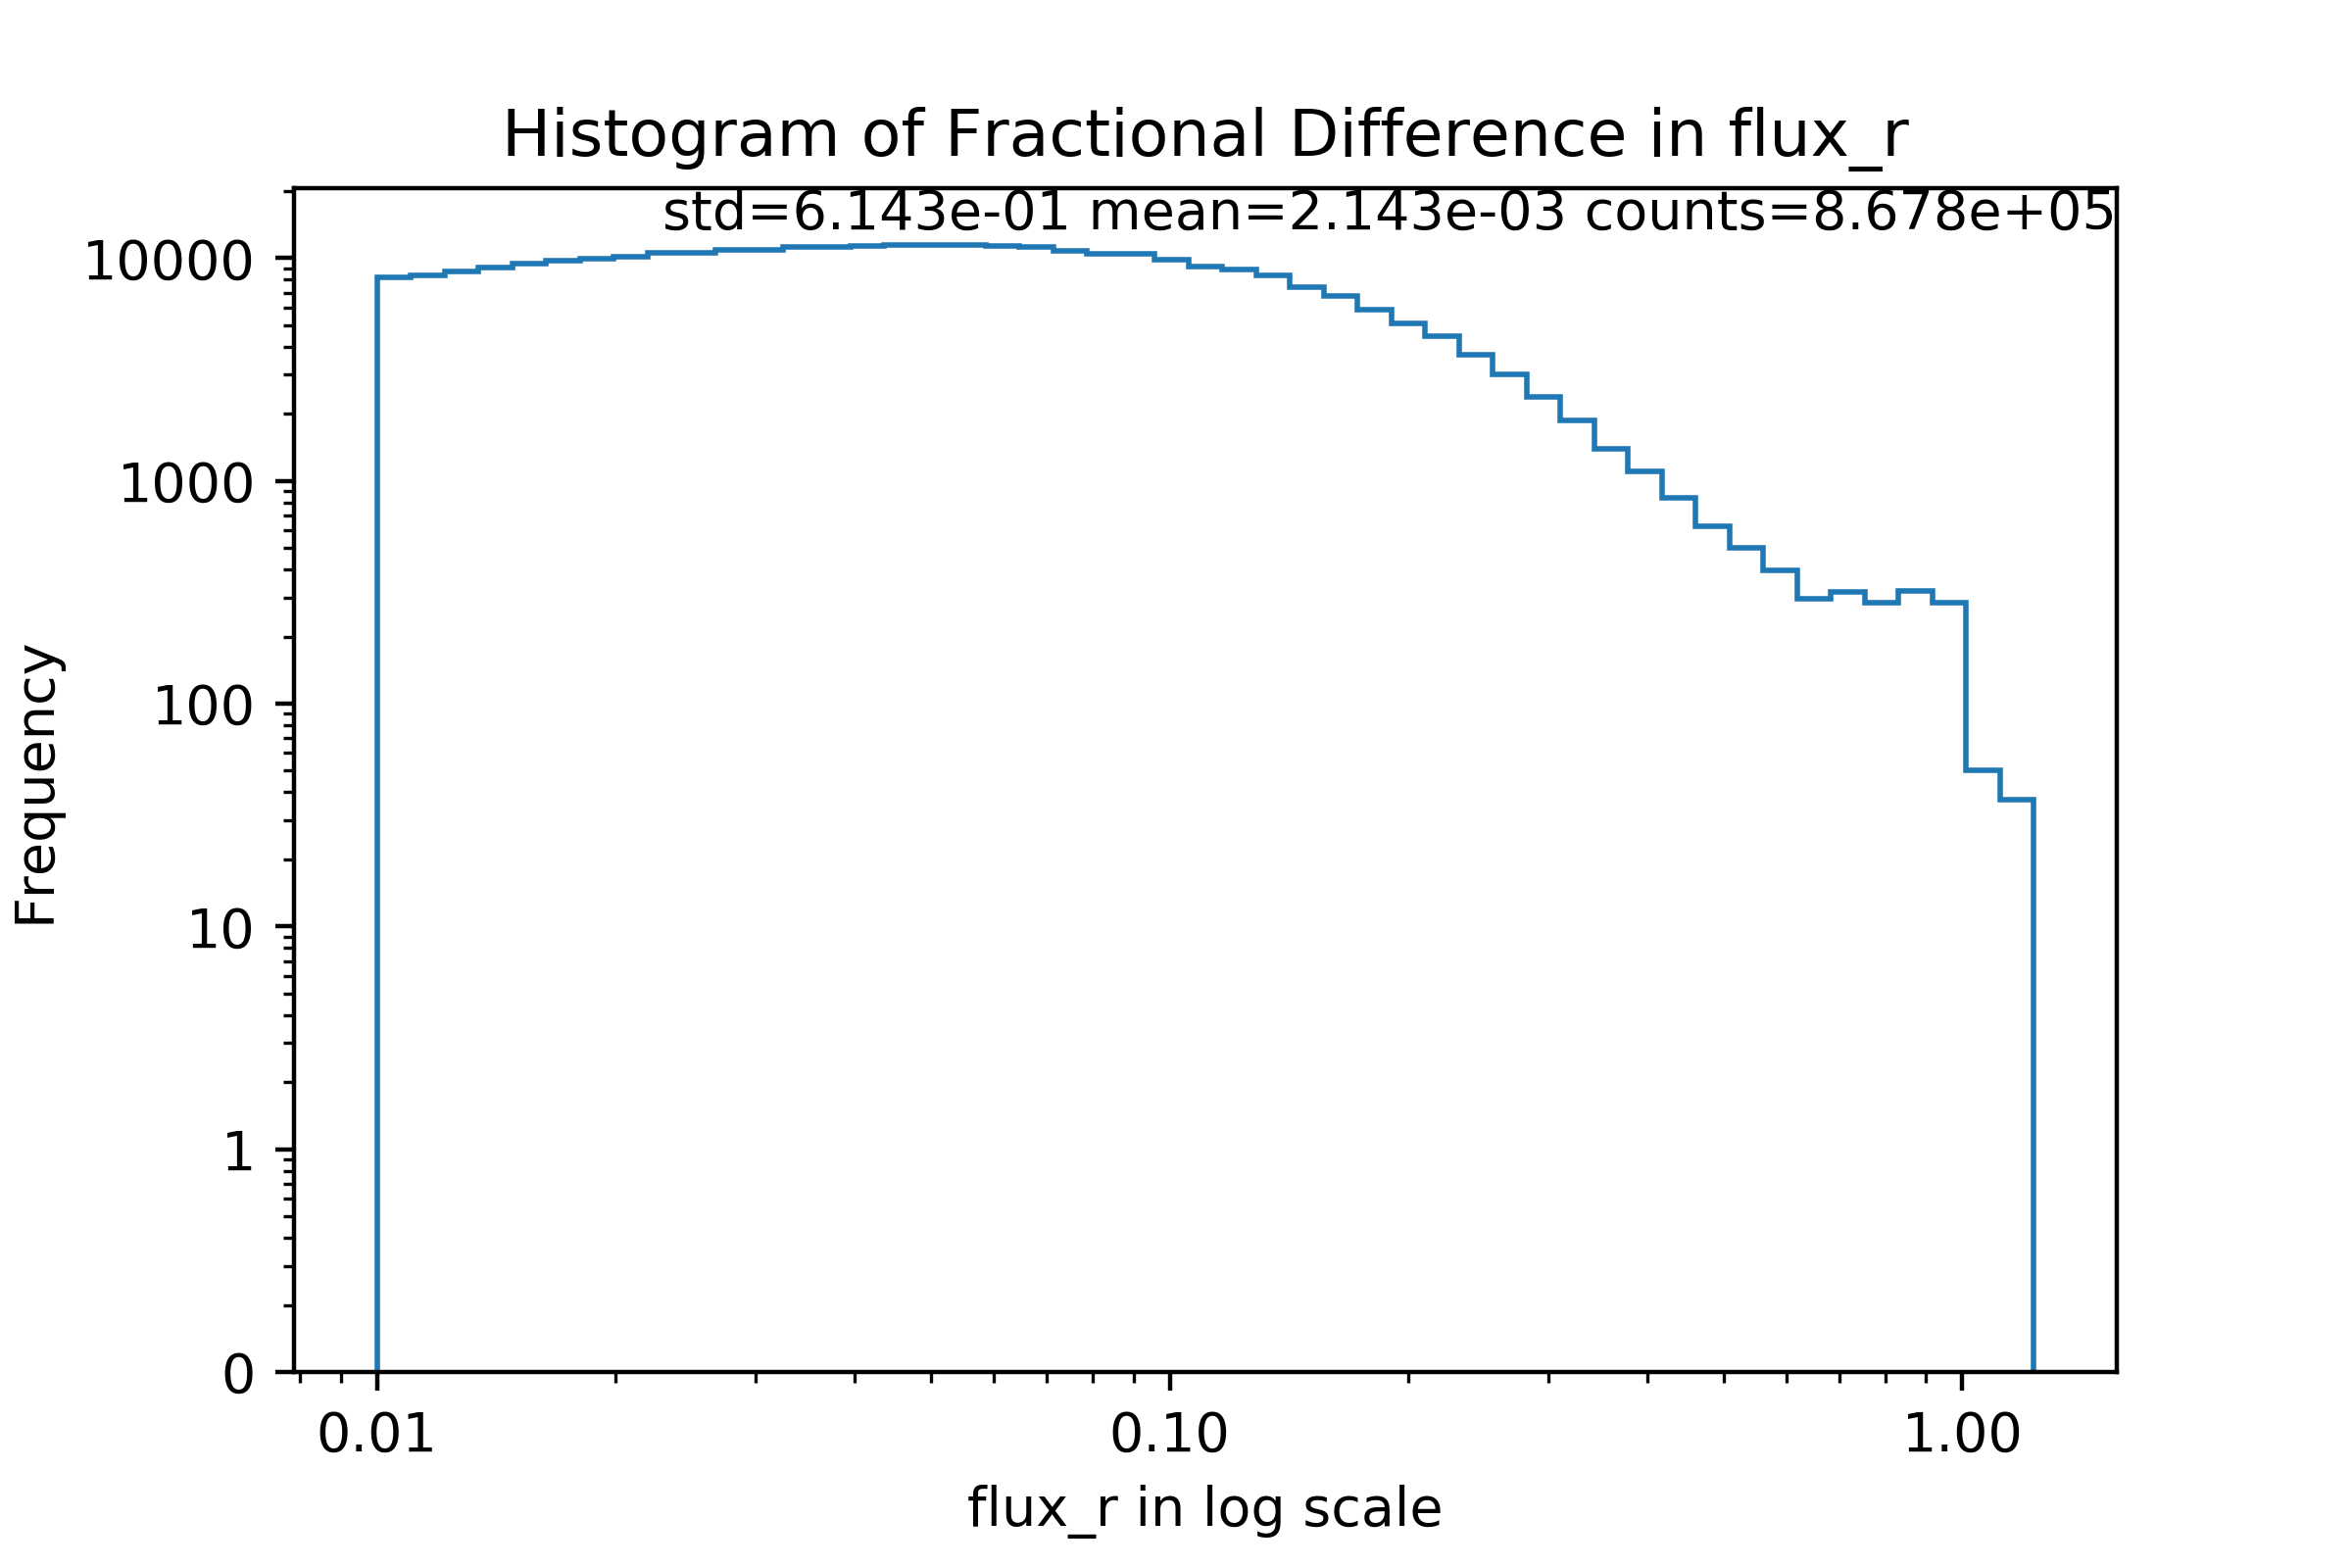 Histogram of Fractional Difference in flux_r
std=6.143e-01 mean=2.143e-03 counts=8.678e+05
10000
1000
100
10
1
0
Frequency
0.01 0.10 1.00
flux_r in log scale